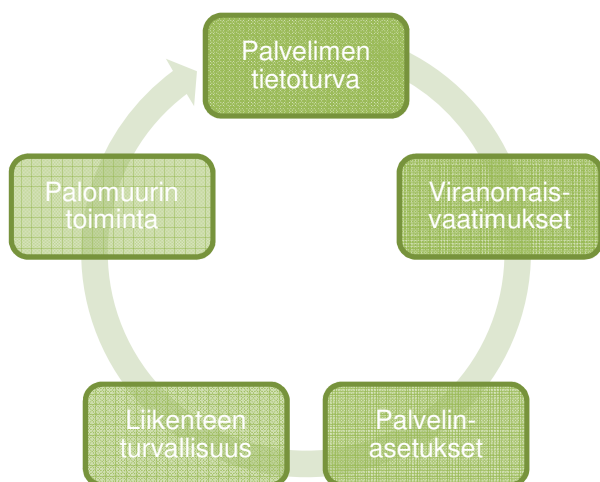 Palvelimen
tietoturva
Viranomais-
vaatimukset
Palvelin-
asetukset
Liikenteen
turvallisuus
Palomuurin
toiminta